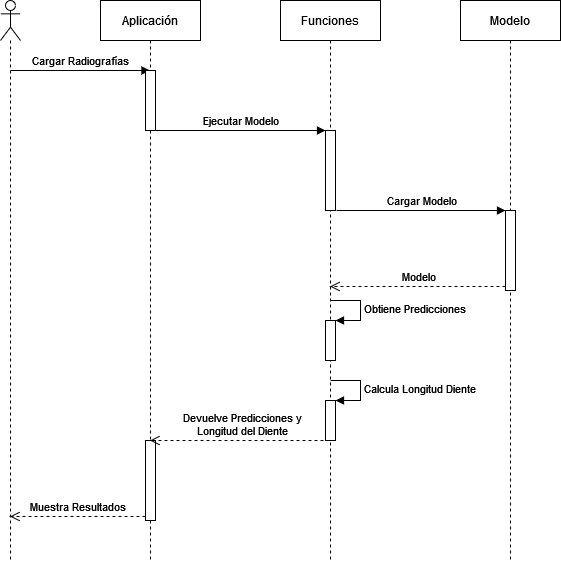 Aplicación
Funciones
Modelo
Cargar Radiografías
Ejecutar Modelo
Cargar Modelo
Modelo
Obtiene Predicciones
Calcula Longitud Diente
Devuelve Predicciones y
Longitud del Diente
Muestra Resultados